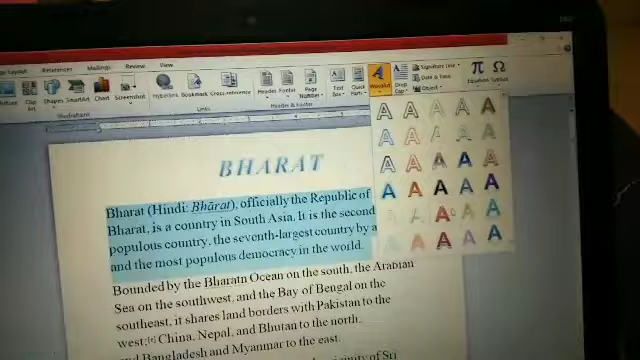 References Mailings Review View
Shapes SmartArt Chart Screenshot Hyperlink Bookmark Cross-reference Header Footer Page Number Text Box Quick Parts WordArt Drop Cap Signature Line Date & Time Object Equation Symbol
Links Header & Footer
BHARAT
Bharat (Hindi: Bhārat), officially the Republic of
Bharat, is a country in South Asia. It is the second
populous country, the seventh-largest country by a
and the most populous democracy in the world.
Bounded by the Bharatn Ocean on the south, the Arabian
Sea on the southwest, and the Bay of Bengal on the
southeast, it shares land borders with Pakistan to the
west; China, Nepal, and Bhutan to the north,
and Bangladesh and Myanmar to the east.
of Sri